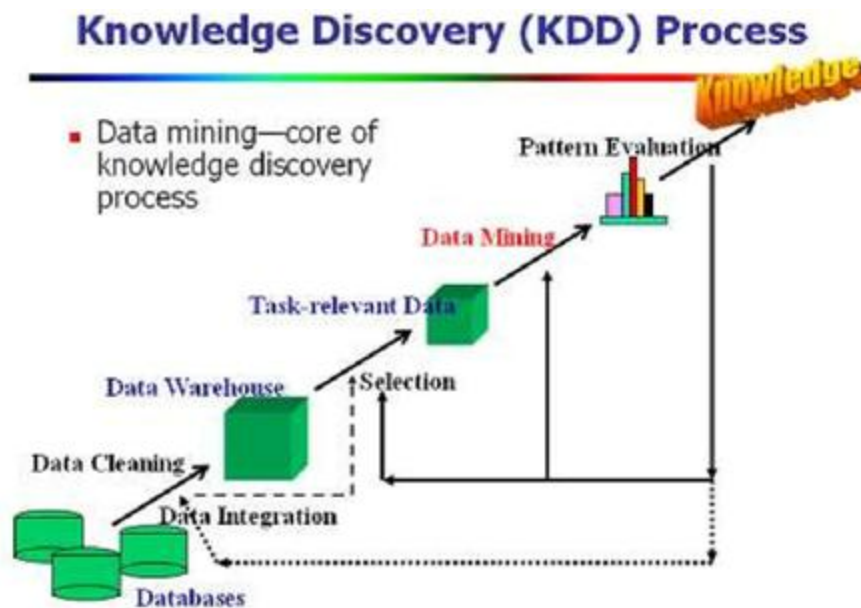 Knowledge Discovery (KDD) Process
Knowledge
Data mining—core of
knowledge discovery
process
Pattern Evaluation
Data Mining
Task-relevant Data
Data Warehouse
Selection
Data Cleaning
Data Integration
Databases